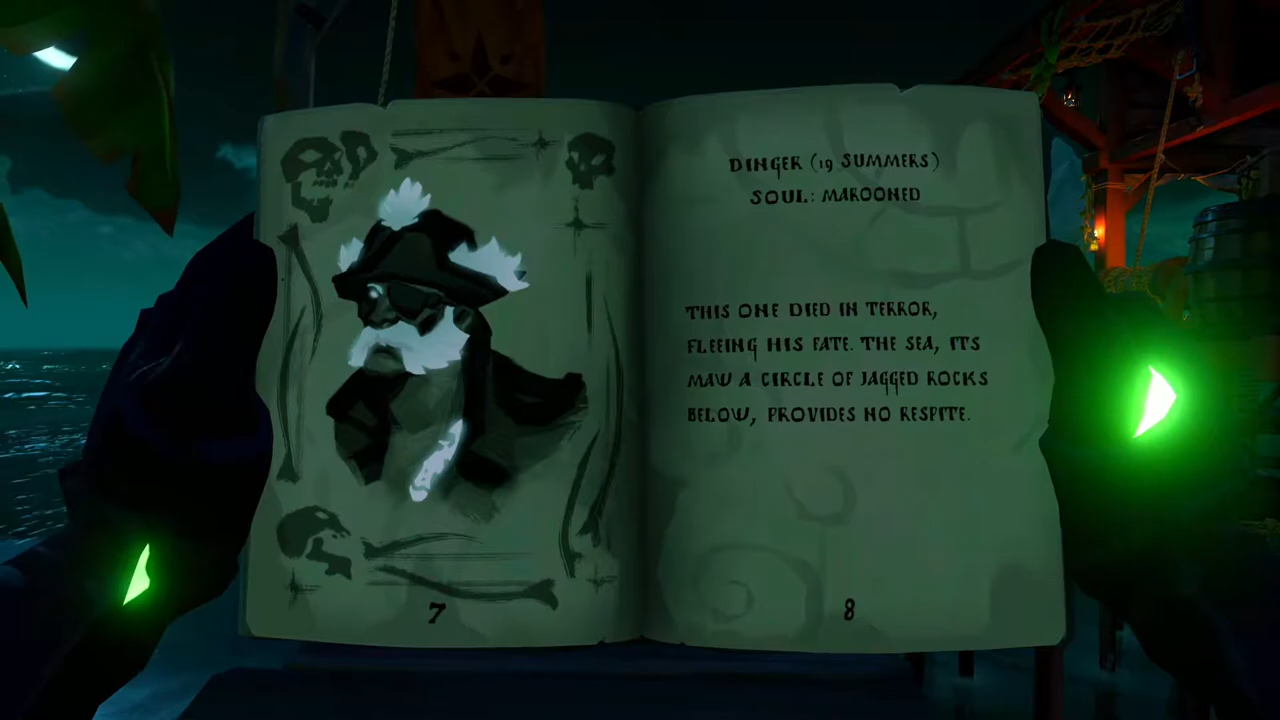 DINGER (19 SUMMERS)
SOUL: MAROONED
THIS ONE DIED IN TERROR,
FLEEING HIS FATE. THE SEA, ITS
MAW A CIRCLE OF JAGGED ROCKS
BELOW, PROVIDES NO RESPITE.
7
8